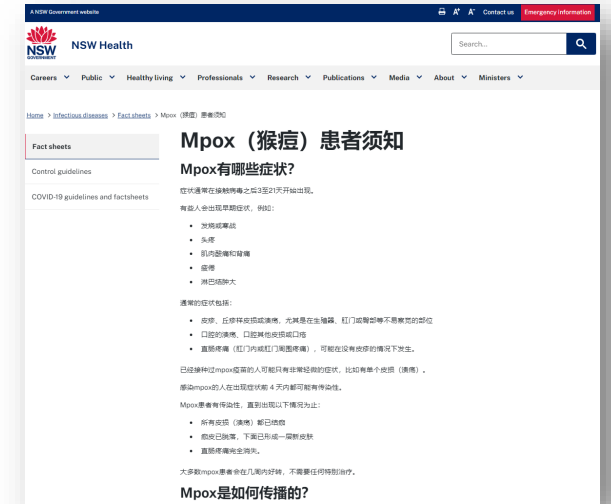 A NSW Government website
A+ A- Contact us Emergency information
NSW
GOVERNMENT
NSW Health
Search...
Careers Public Healthy living Professionals Research Publications Media About Ministers
Home > Infectious diseases > Fact sheets > Mpox (猴痘) 患者须知
Fact sheets
Control guidelines
COVID-19 guidelines and factsheets
Mpox（猴痘）患者须知
Mpox有哪些症状？
症状通常在接触病毒之后3至21天开始出现。
有些人会出现早期症状，例如：
• 发烧或寒战
• 头疼
• 肌肉酸痛和背痛
• 疲倦
• 淋巴结肿大
通常的症状包括：
• 皮疹、丘疹样皮损或溃疡，尤其是在生殖器、肛门或臀部等不易察觉的部位
• 口腔的溃疡、口腔其他皮损或口疮
• 直肠疼痛（肛门内或肛门周围疼痛），可能在没有皮疹的情况下发生。
已经接种过mpox疫苗的人可能只有非常轻微的症状，比如有单个皮损（溃疡）。
感染mpox的人在出现症状前 4 天内都可能有传染性。
Mpox患者有传染性，直到出现以下情况为止：
• 所有皮损（溃疡）都已结痂
• 痂皮已脱落，下面已形成一层新皮肤
• 直肠疼痛完全消失。
大多数mpox患者会在几周内好转，不需要任何特别治疗。
Mpox是如何传播的？